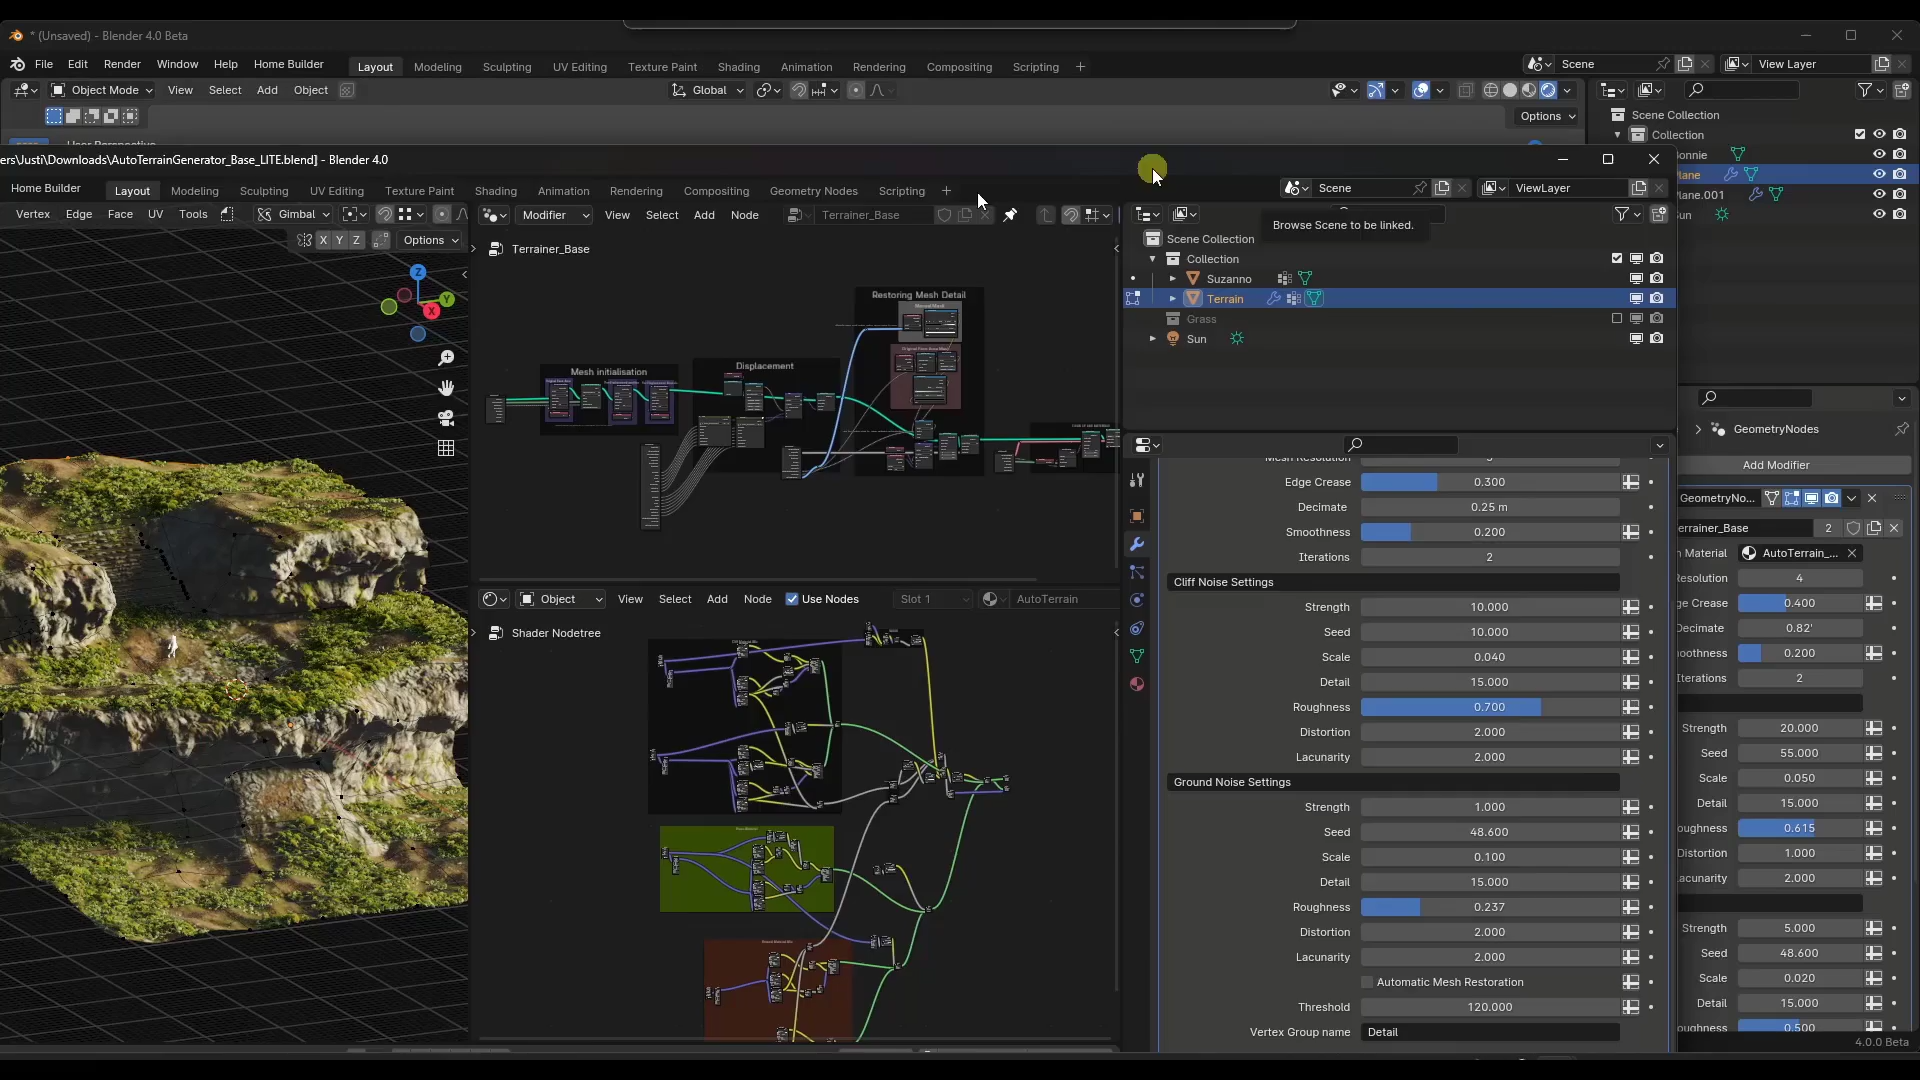 * (Unsaved) - Blender 4.0 Beta
File Edit Render Window Help Home Builder Layout Modeling Sculpting UV Editing Texture Paint Shading Animation Rendering Compositing Scripting + Scene View Layer
Object Mode View Select Add Object Global
Options
Scene Collection
Collection
onnie
lane
lane.001
un
ers\Justi\Downloads\AutoTerrainGenerator_Base_LITE.blend] - Blender 4.0
Home Builder Layout Modeling Sculpting UV Editing Texture Paint Shading Animation Rendering Compositing Geometry Nodes Scripting + Scene ViewLayer
Vertex Edge Face UV Tools Gimbal
X Y Z Options
Z
Y
X
Modifier View Select Add Node Terrainer_Base
Terrainer_Base
Restoring Mesh Detail
Mesh initialisation
Displacement
Browse Scene to be linked.
Scene Collection
Collection
Suzanno
Terrain
Grass
Sun
Object View Select Add Node Use Nodes Slot 1 AutoTerrain
Shader Nodetree
Edge Crease 0.300
Decimate 0.25 m
Smoothness 0.200
Iterations 2
Cliff Noise Settings
Strength 10.000
Seed 10.000
Scale 0.040
Detail 15.000
Roughness 0.700
Distortion 2.000
Lacunarity 2.000
Ground Noise Settings
Strength 1.000
Seed 48.600
Scale 0.100
Detail 15.000
Roughness 0.237
Distortion 2.000
Lacunarity 2.000
Automatic Mesh Restoration
Threshold 120.000
Vertex Group name Detail
GeometryNodes
Add Modifier
GeometryNo...
errainer_Base 2
n Material AutoTerrain_...
Resolution 4
ge Crease 0.400
Decimate 0.82'
oothness 0.200
terations 2
Strength 20.000
Seed 55.000
Scale 0.050
Detail 15.000
oughness 0.615
Distortion 1.000
acunarity 2.000
Strength 5.000
Seed 48.600
Scale 0.020
Detail 15.000
oughness 0.500
4.0.0 Beta